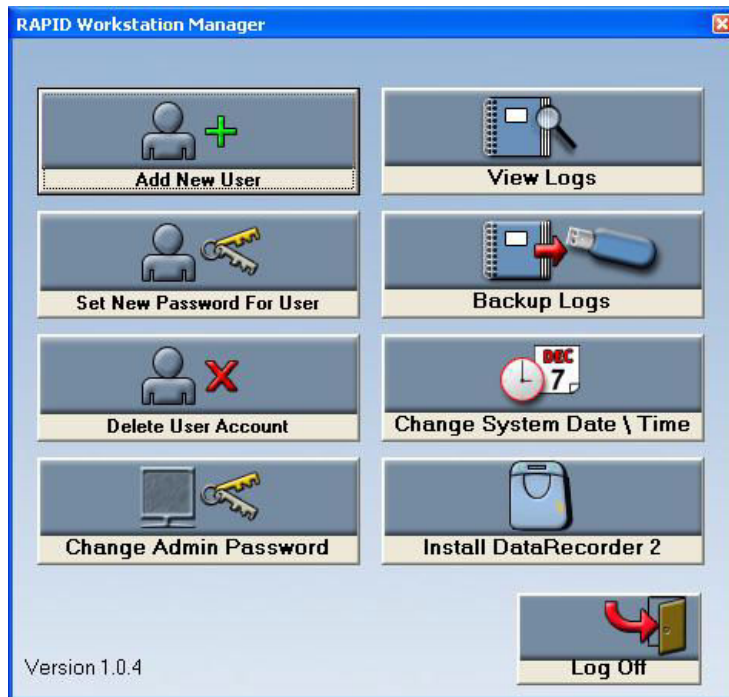 RAPID Workstation Manager
Add New User
View Logs
Set New Password For User
Backup Logs
Delete User Account
DEC
7
Change System Date \ Time
Change Admin Password
Install DataRecorder 2
Version 1.0.4
Log Off